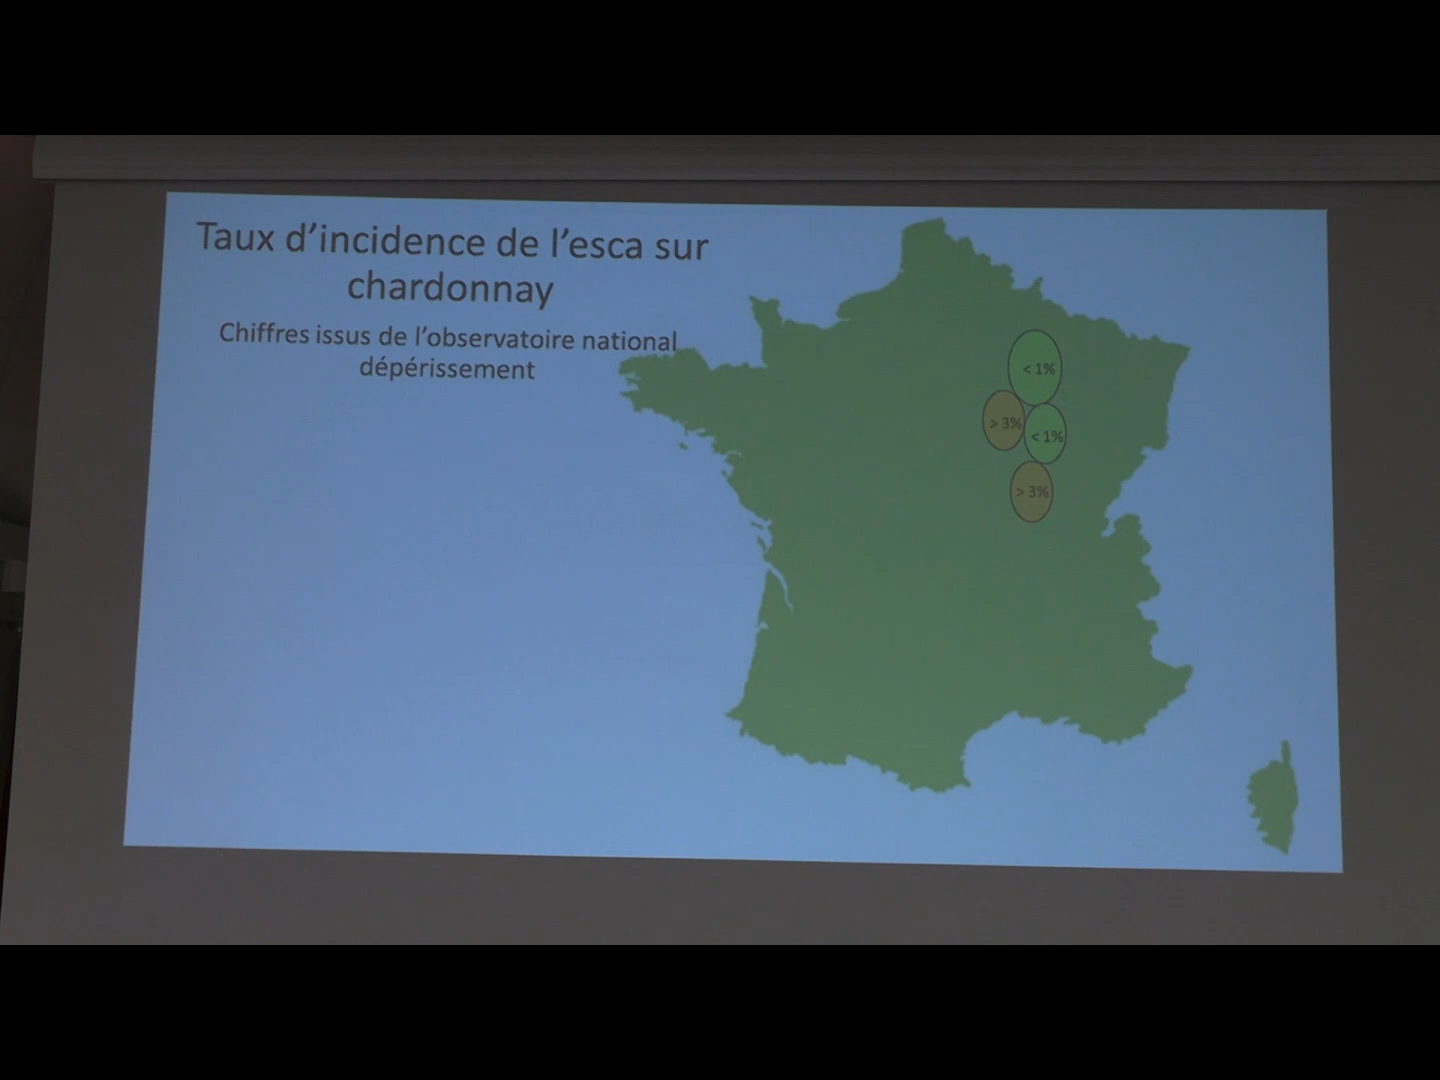 Taux d'incidence de l'esca sur
chardonnay
Chiffres issus de l'observatoire national
dépérissement
< 1%
> 3%
< 1%
> 3%